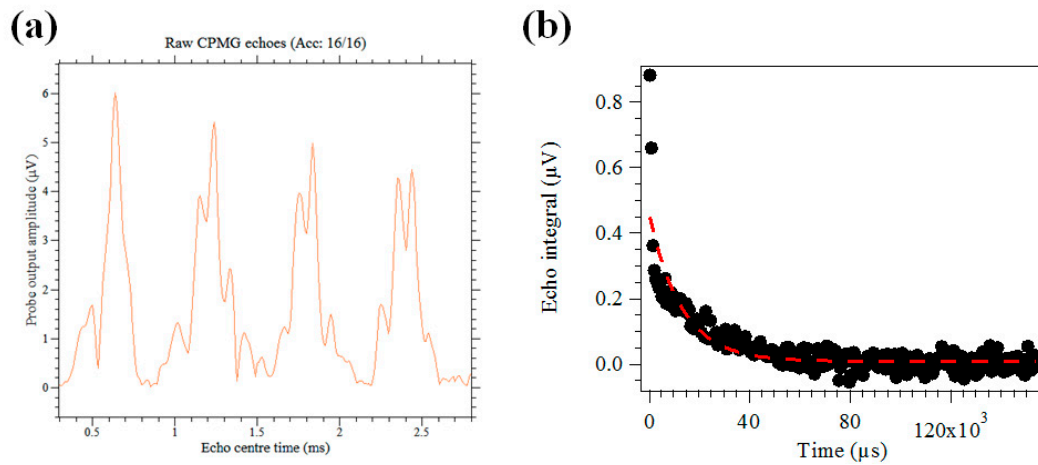 (a)
Raw CPMG echoes (Acc: 16/16)
Probe output amplitude (µV)
6
5
4
3
2
1
0
0.5
1
1.5
2
2.5
Echo centre time (ms)
(b)
Echo integral (µV)
0.8
0.6
0.4
0.2
0.0
0
40
80
120x10³
Time (µs)